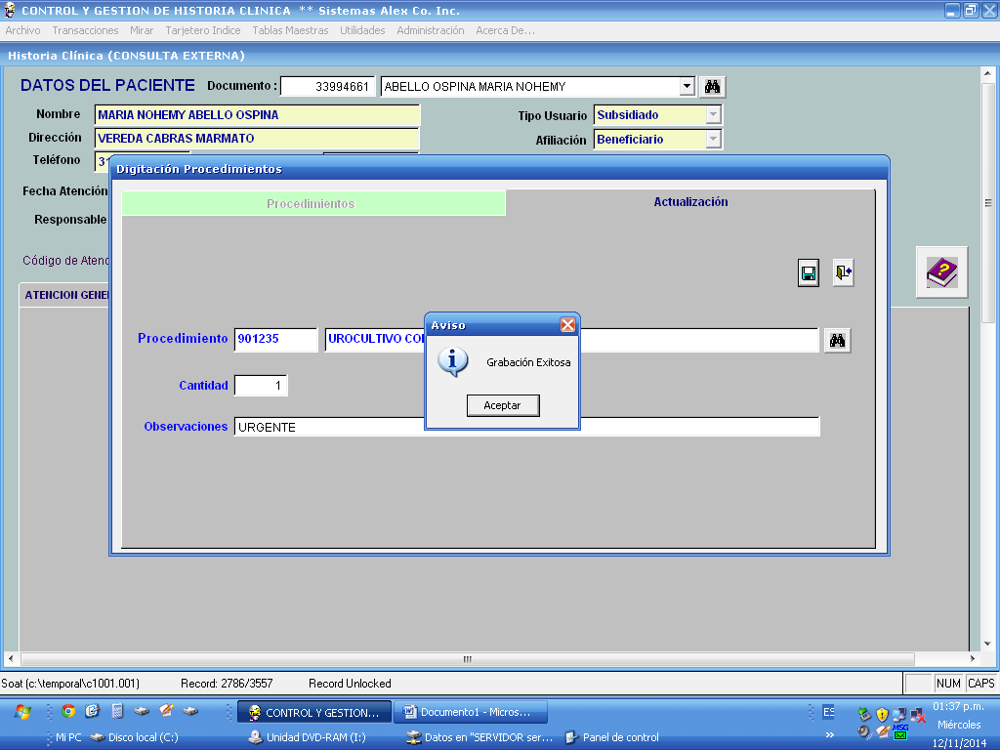 CONTROL Y GESTION DE HISTORIA CLINICA ** Sistemas Alex Co. Inc.
Archivo Transacciones Mirar Tarjetero Indice Tablas Maestras Utilidades Administración Acerca De...
Historia Clínica (CONSULTA EXTERNA)
DATOS DEL PACIENTE Documento : 33994661 ABELLO OSPINA MARIA NOHEMY
Nombre MARIA NOHEMY ABELLO OSPINA Tipo Usuario Subsidiado
Dirección VEREDA CABRAS MARMATO Afiliación Beneficiario
Teléfono 31
Digitación Procedimientos
Fecha Atención
Procedimientos Actualización
Responsable
Código de Atenc
ATENCION GENE
Aviso
Procedimiento 901235 UROCULTIVO
Grabación Exitosa
Cantidad 1
Aceptar
Observaciones URGENTE
Soat (c:\temporal\c1001.001) Record: 2786/3557 Record Unlocked NUM CAPS
CONTROL Y GESTION... Documento1 - Micros... ES 01:37 p.m.
Miércoles
MSG
Mi PC Disco local (C:) Unidad DVD-RAM (I:) Datos en "SERVIDOR ser... Panel de control »
12/11/2014